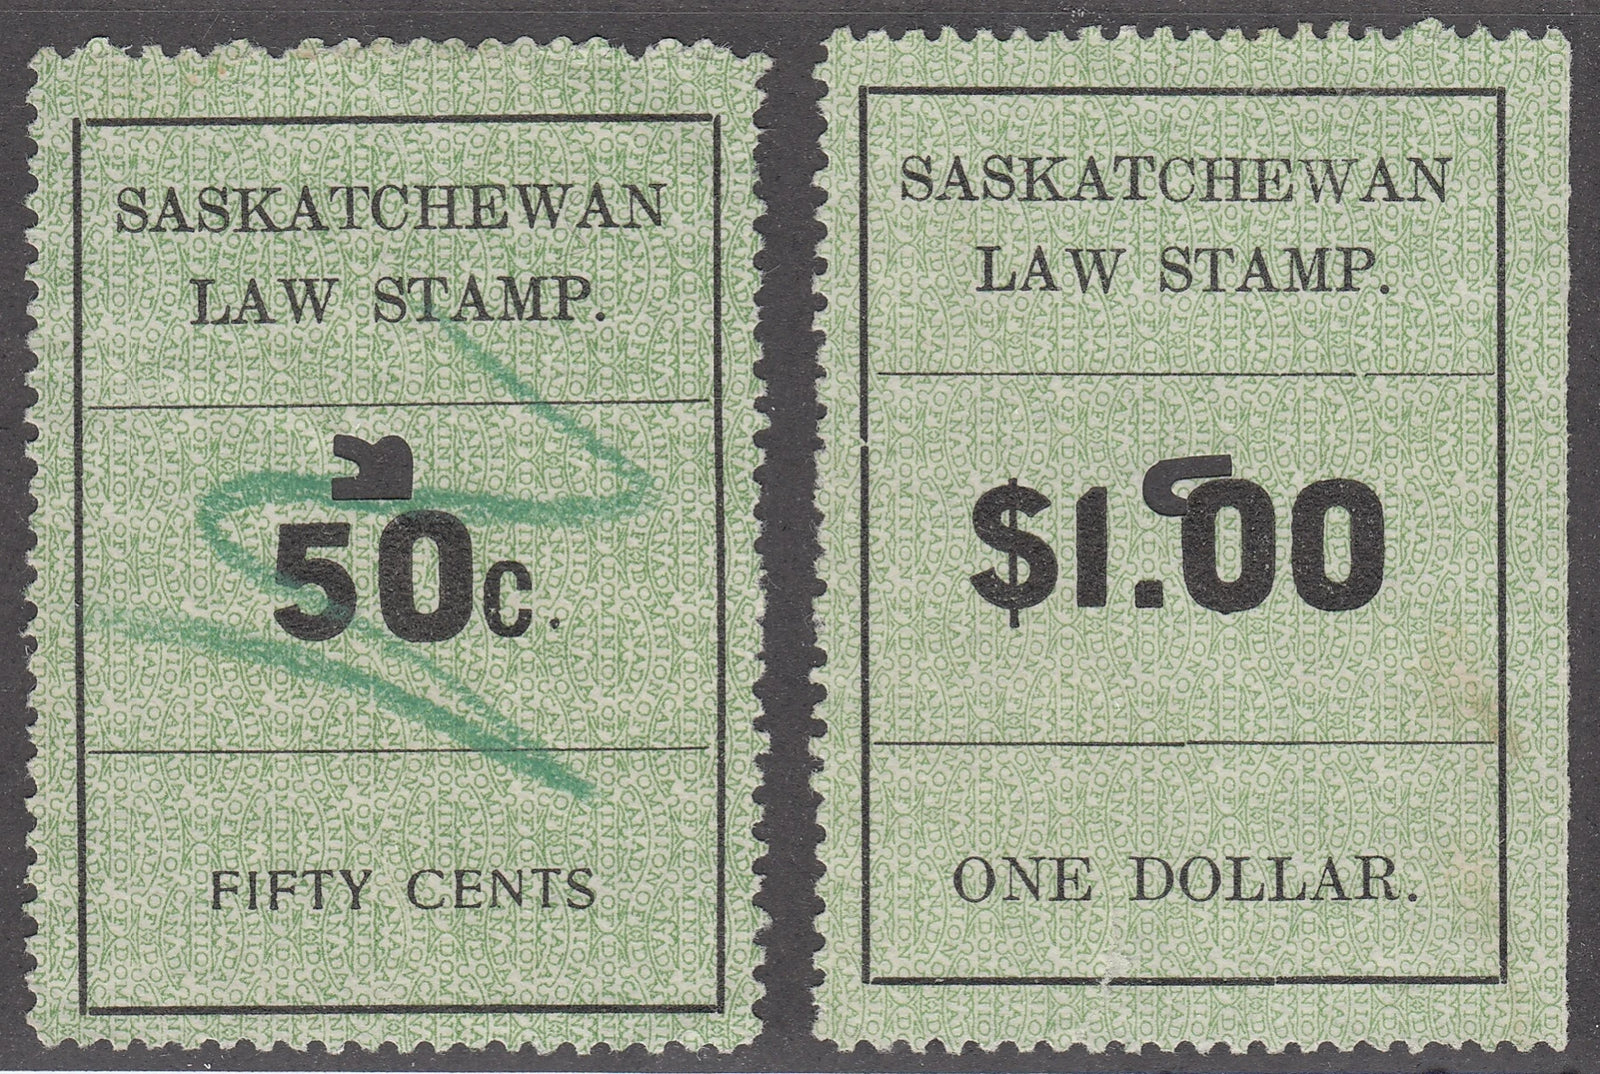 SASKATCHEWAN
LAW STAMP.
50c.
FIFTY CENTS
SASKATCHEWAN
LAW STAMP.
$1.00
ONE DOLLAR.